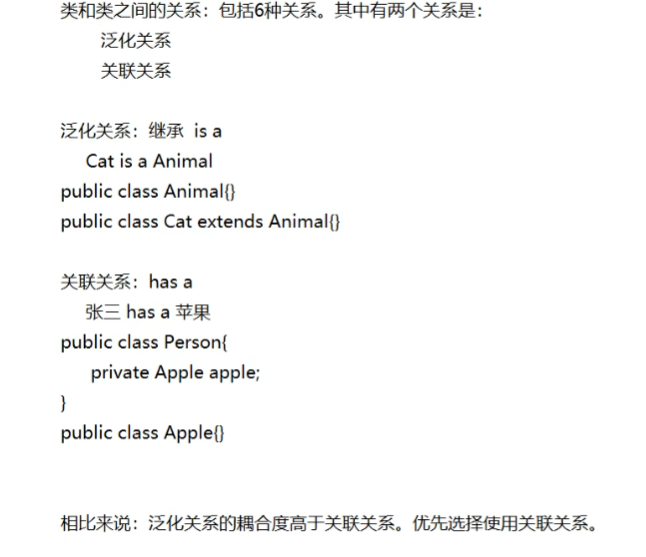 类和类之间的关系：包括6种关系。其中有两个关系是：
泛化关系
关联关系
泛化关系：继承 is a
Cat is a Animal
public class Animal{}
public class Cat extends Animal{}
关联关系：has a
张三 has a 苹果
public class Person{
private Apple apple;
}
public class Apple{}
相比来说：泛化关系的耦合度高于关联关系。优先选择使用关联关系。